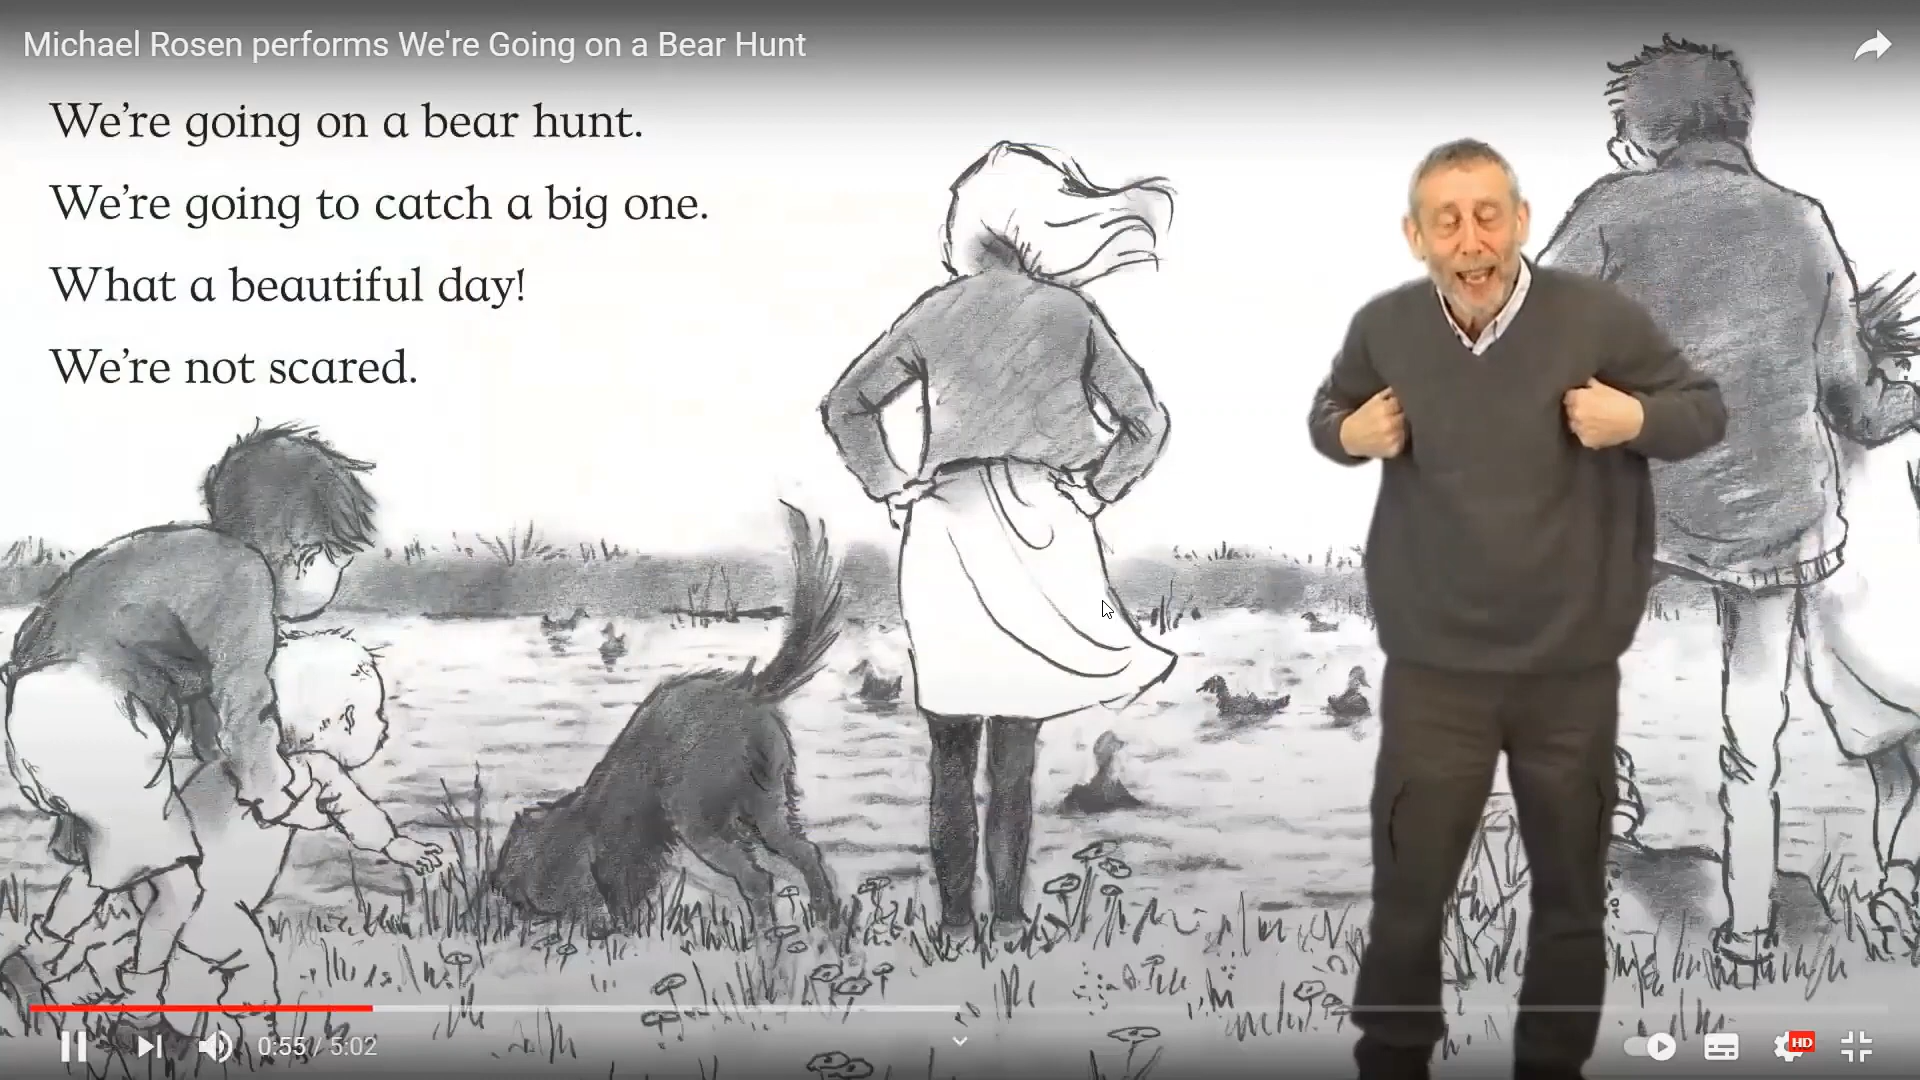 Michael Rosen performs We're Going on a Bear Hunt
We're going on a bear hunt.
We're going to catch a big one.
What a beautiful day!
We're not scared.
0:55 / 5:02
HD